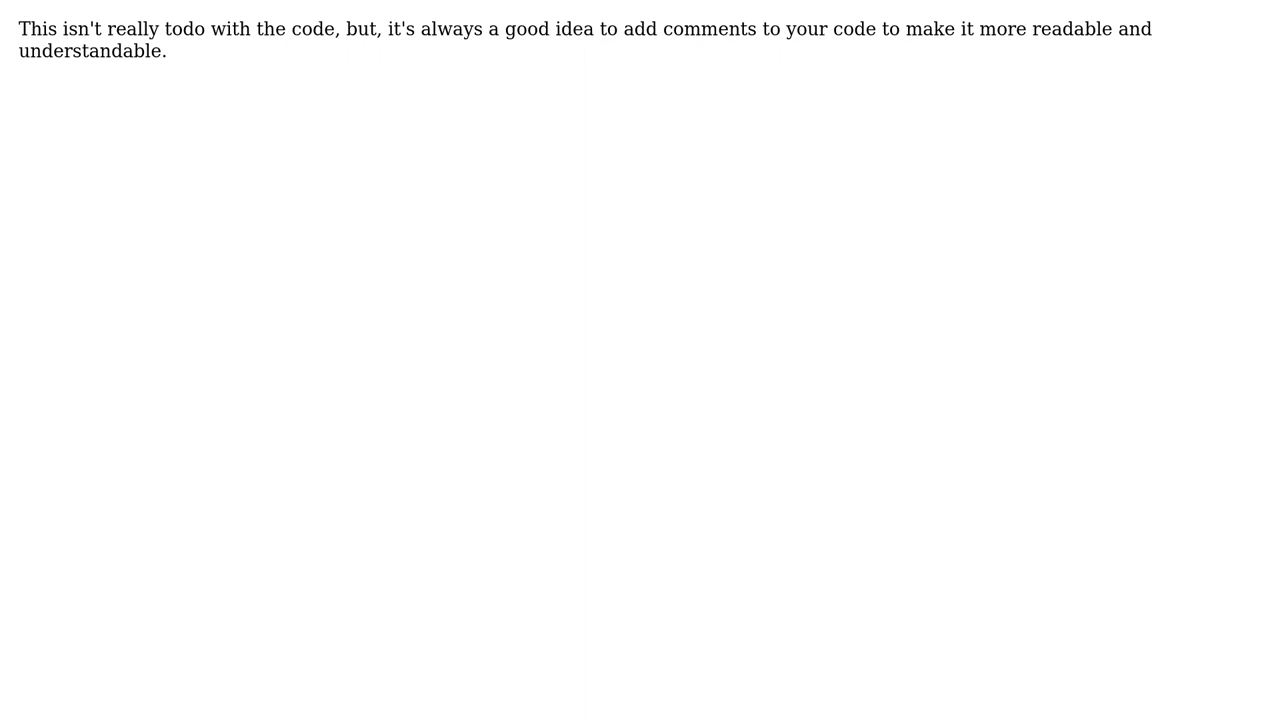 This isn't really todo with the code, but, it's always a good idea to add comments to your code to make it more readable and
understandable.